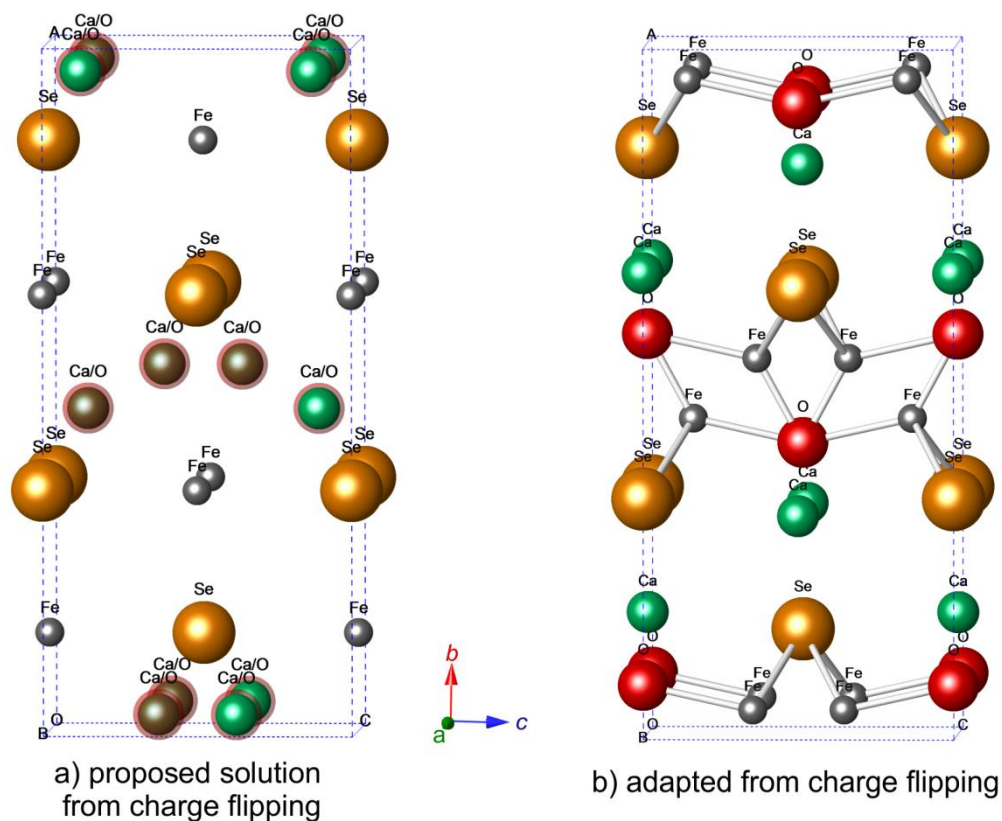 Ca/O Ca/O
A Ca/O Ca/O
Se Se
Fe
Se
Se
Fe Fe
Fe Fe
Ca/O Ca/O
Ca/O Ca/O
Se Se
Se Se
Fe
Fe
Se
Fe Fe
Ca/O Ca/O
Ca/O Ca/O
O C
B
a) proposed solution
from charge flipping
b
a c
A Fe Fe
Fe Fe
O
O
Se Se
Ca
Ca Ca
Ca Ca
Se
Se
O O
Fe Fe
Fe Fe
O
Se Se
Se Se
Ca
Ca
Ca Ca
Se
O O
O O
Fe Fe
Fe Fe
O C
B
b) adapted from charge flipping